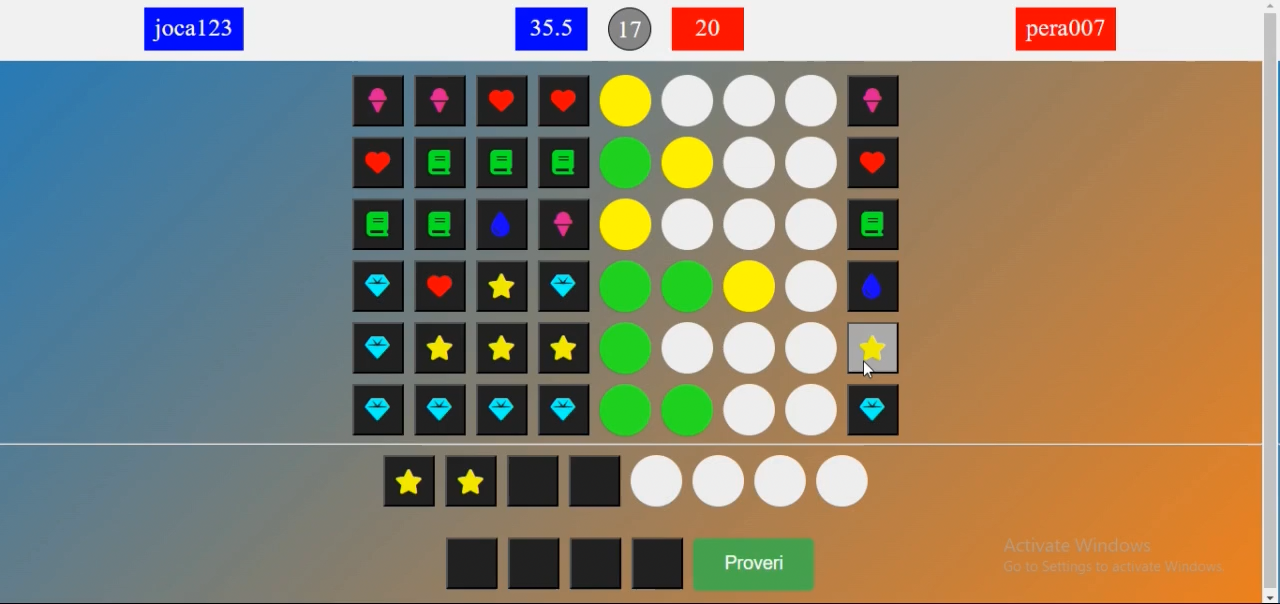 joca123
35.5
17
20
pera007
Proveri
Activate Windows
Go to Settings to activate Windows.